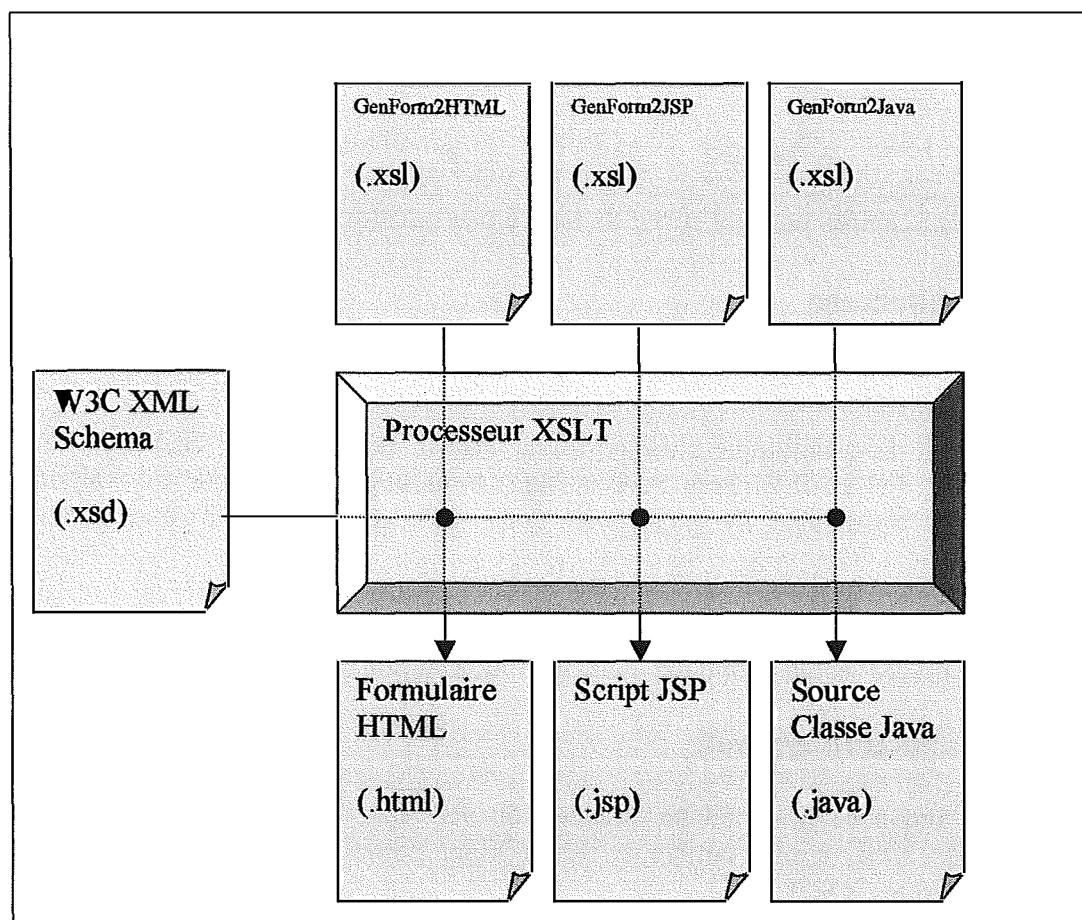 GenForm2HTML
(.xsl)
GenForm2JSP
(.xsl)
GenForm2Java
(.xsl)
W3C XML
Schema
(.xsd)
Processeur XSLT
Formulaire
HTML
(.html)
Script JSP
(.jsp)
Source
Classe Java
(.java)